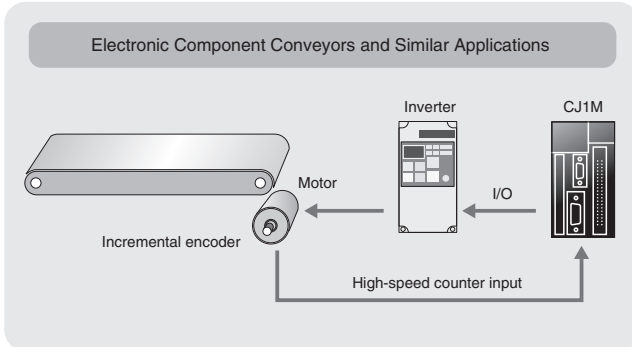 Electronic Component Conveyors and Similar Applications
Inverter
CJ1M
Motor
I/O
Incremental encoder
High-speed counter input